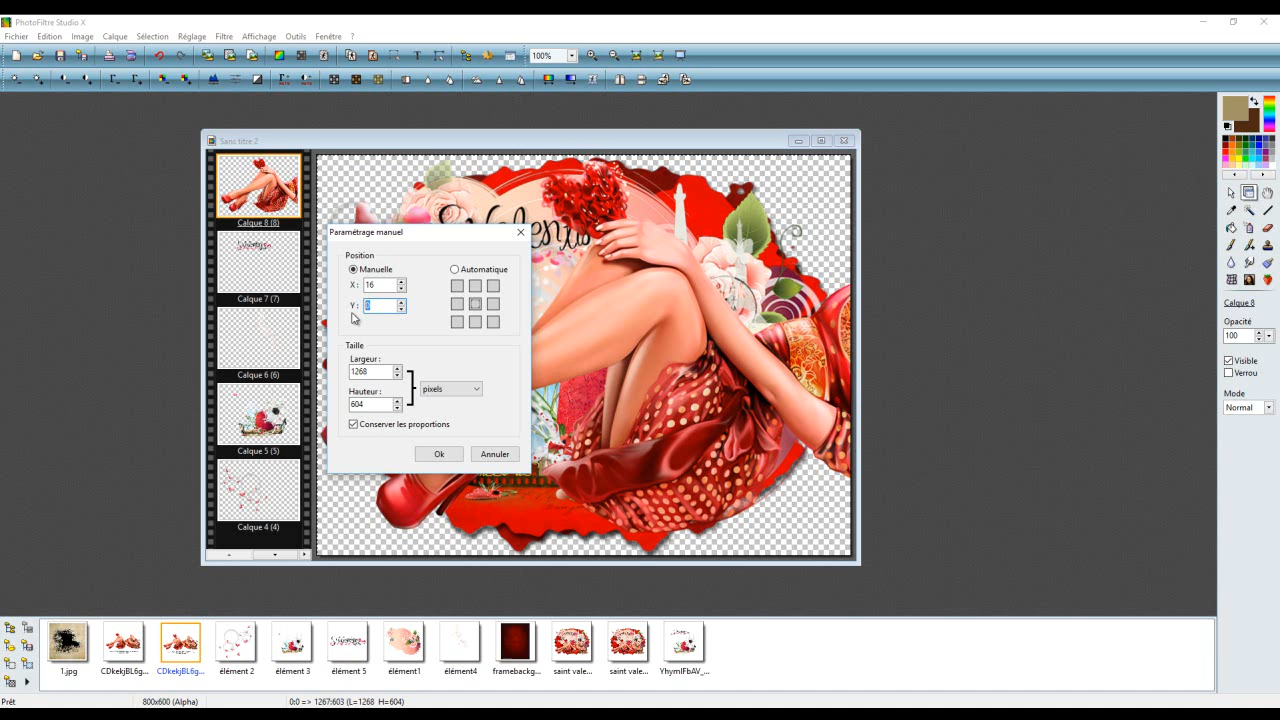 PhotoFiltre Studio X
Fichier Edition Image Calque Sélection Réglage Filtre Affichage Outils Fenêtre ?
100%
Sans titre 2
Calque 8 (8)
Calque 7 (7)
Calque 6 (6)
Calque 5 (5)
Calque 4 (4)
Paramétrage manuel
Position
Manuelle
Automatique
X : 16
Y : 0
Taille
Largeur :
1268
pixels
Hauteur :
604
Conserver les proportions
Ok
Annuler
Calque 8
Opacité
100
Visible
Verrou
Mode
Normal
1.jpg CDkekjBL6g... CDkekjBL6g... élément 2 élément 3 élément 5 élément1 élément4 framebackg... saint vale... saint vale... YhymIFbAV_...
Prêt 800x600 (Alpha) 0:0 => 1267:603 (L=1268 H=604)